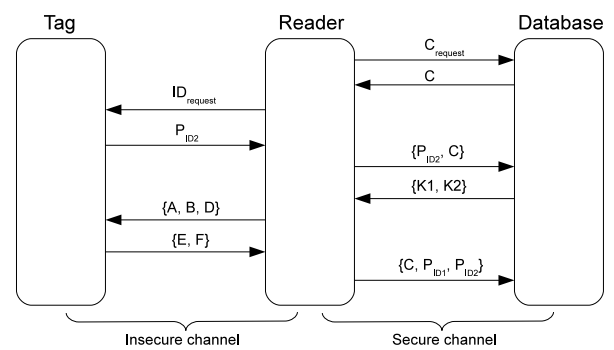 Tag Reader Database
C_request
C
ID_request
P_ID2
{P_ID2, C}
{K1, K2}
{A, B, D}
{E, F}
{C, P_ID1, P_ID2}
Insecure channel Secure channel